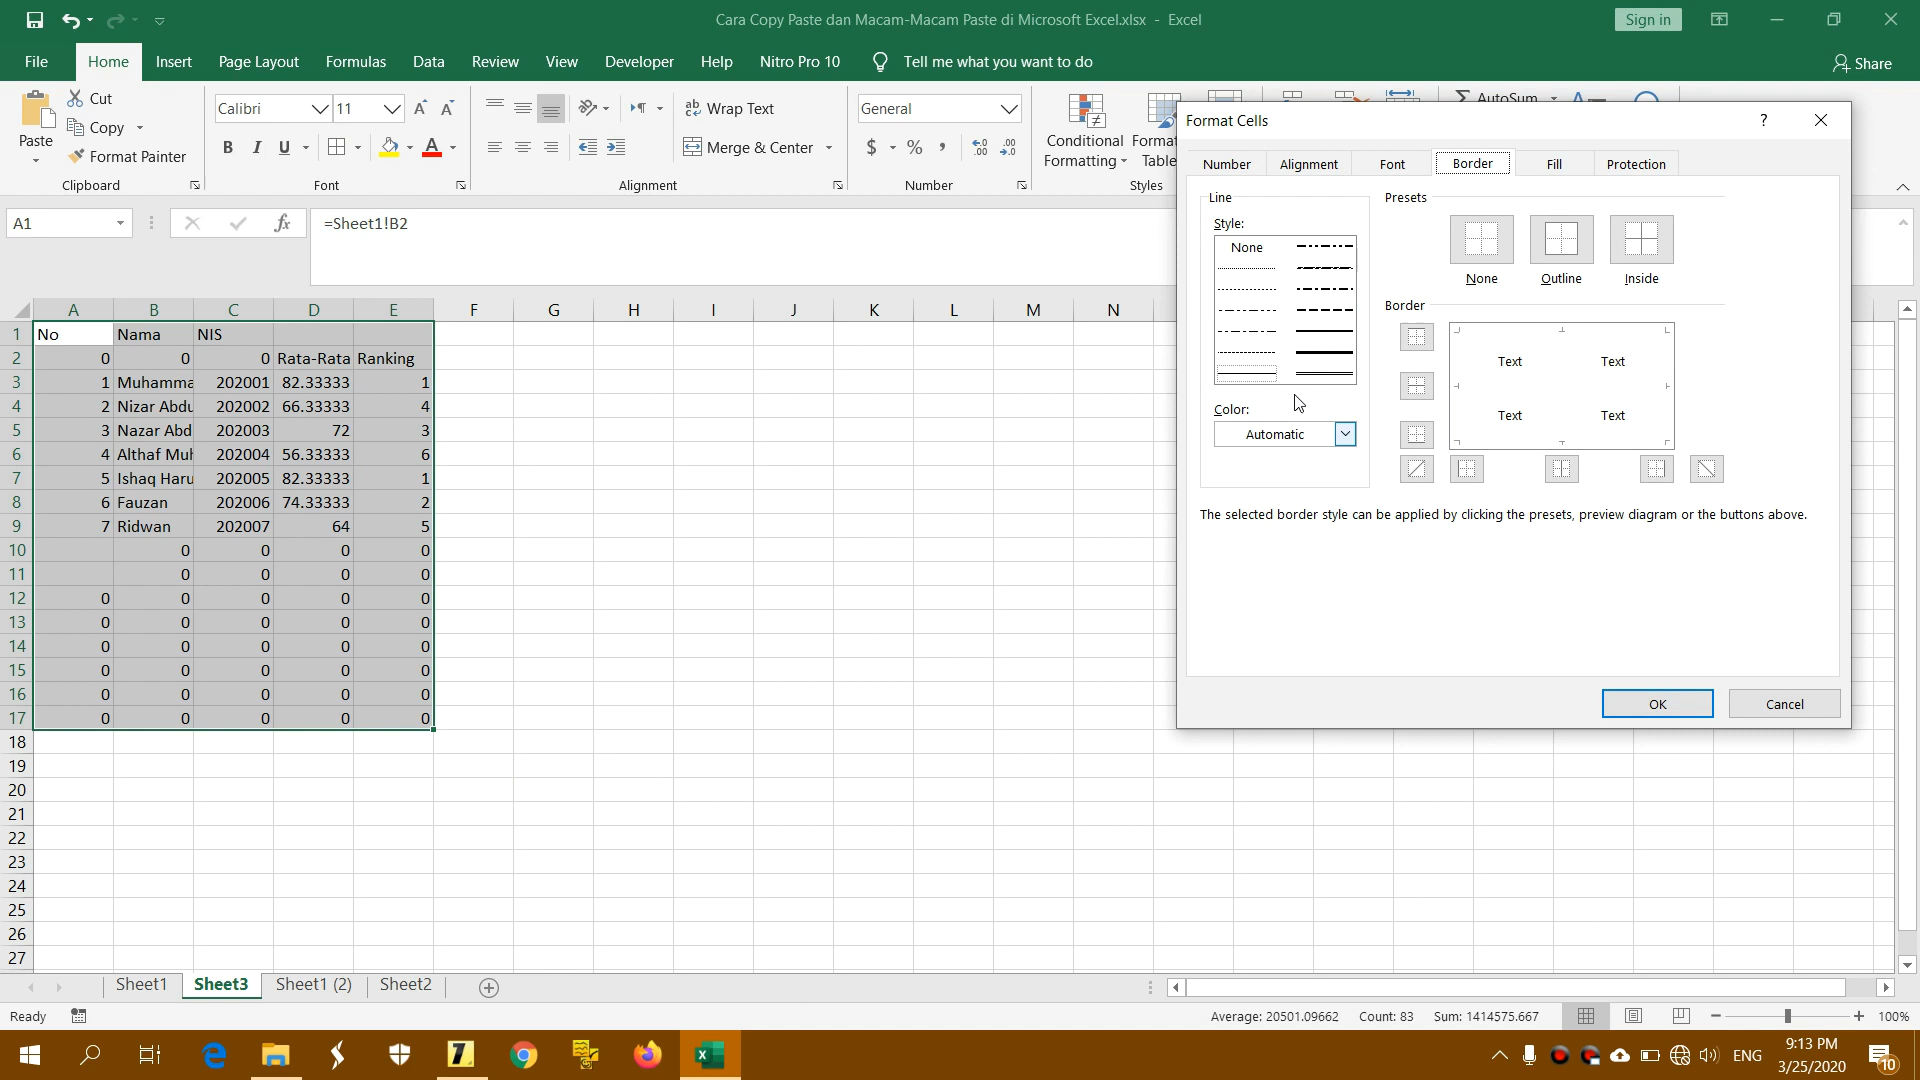 Cara Copy Paste dan Macam-Macam Paste di Microsoft Excel.xlsx - Excel
Sign in
File Home Insert Page Layout Formulas Data Review View Developer Help Nitro Pro 10 Tell me what you want to do Share
Paste
Cut
Copy
Format Painter
Clipboard
Calibri 11
B I U A
Font
Wrap Text
Merge & Center
Alignment
General
$ % ,
Number
Conditional Formatting
Format
Table
Styles
AutoSum
A1 fx =Sheet1!B2
A B C D E F G H I J K L M N
1 No Nama NIS
2 0 0 0 Rata-Rata Ranking
3 1 Muhamma 202001 82.33333 1
4 2 Nizar Abdu 202002 66.33333 4
5 3 Nazar Abd 202003 72 3
6 4 Althaf Muh 202004 56.33333 6
7 5 Ishaq Haru 202005 82.33333 1
8 6 Fauzan 202006 74.33333 2
9 7 Ridwan 202007 64 5
10 0 0 0 0
11 0 0 0 0
12 0 0 0 0 0
13 0 0 0 0 0
14 0 0 0 0 0
15 0 0 0 0 0
16 0 0 0 0 0
17 0 0 0 0 0
18
19
20
21
22
23
24
25
26
27
Format Cells ?
Number Alignment Font Border Fill Protection
Line
Style:
None
Color:
Automatic
Presets
None Outline Inside
Border
Text Text
Text Text
The selected border style can be applied by clicking the presets, preview diagram or the buttons above.
OK Cancel
Sheet1 Sheet3 Sheet1 (2) Sheet2
Ready Average: 20501.09662 Count: 83 Sum: 1414575.667 100%
ENG
9:13 PM
3/25/2020
10